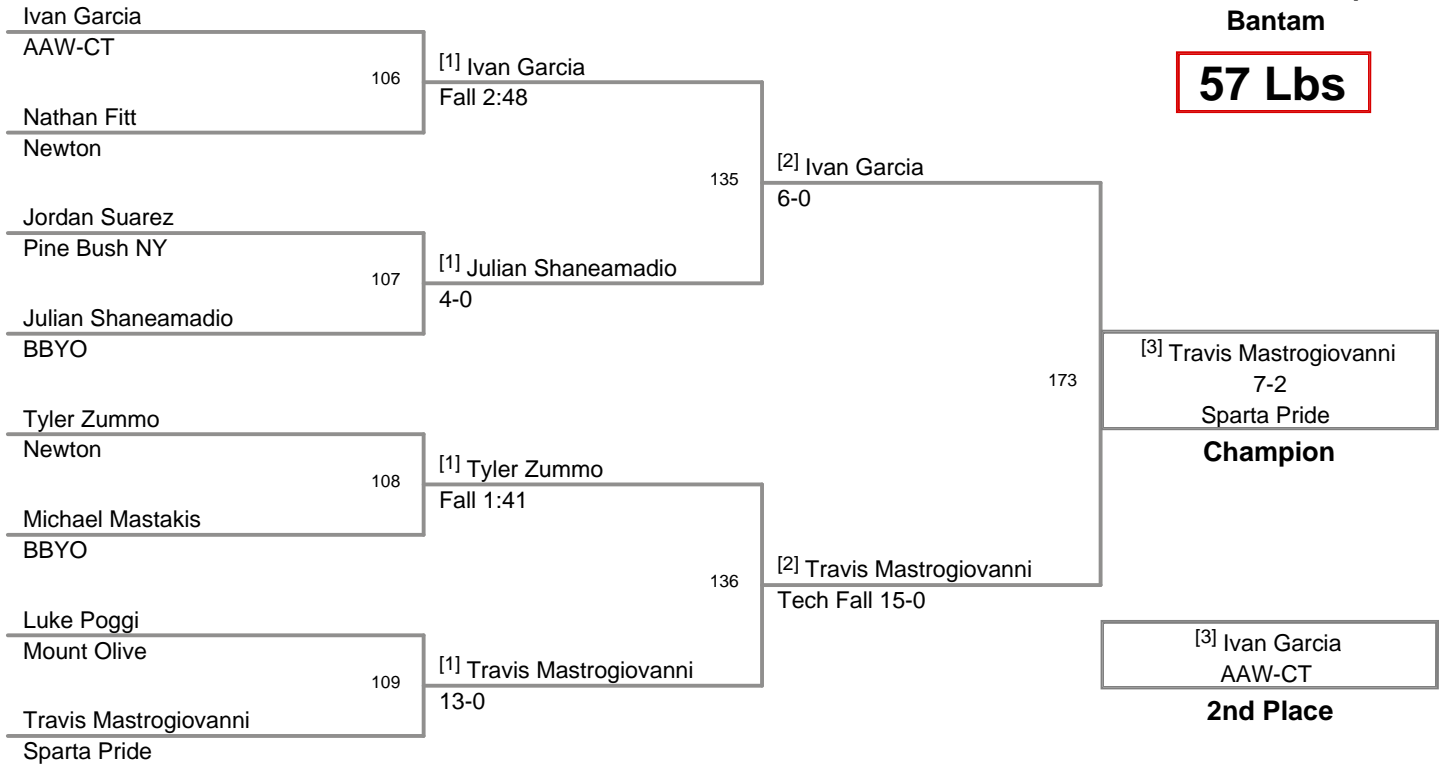 Ivan Garcia
AAW-CT
106
Nathan Fitt
Newton
[1] Ivan Garcia
Fall 2:48
Jordan Suarez
Pine Bush NY
107
Julian Shaneamadio
BBYO
[1] Julian Shaneamadio
4-0
135
[2] Ivan Garcia
6-0
Tyler Zummo
Newton
108
Michael Mastakis
BBYO
[1] Tyler Zummo
Fall 1:41
Luke Poggi
Mount Olive
109
Travis Mastrogiovanni
Sparta Pride
[1] Travis Mastrogiovanni
13-0
136
[2] Travis Mastrogiovanni
Tech Fall 15-0
173
Bantam
57 Lbs
[3] Travis Mastrogiovanni
7-2
Sparta Pride
Champion
[3] Ivan Garcia
AAW-CT
2nd Place